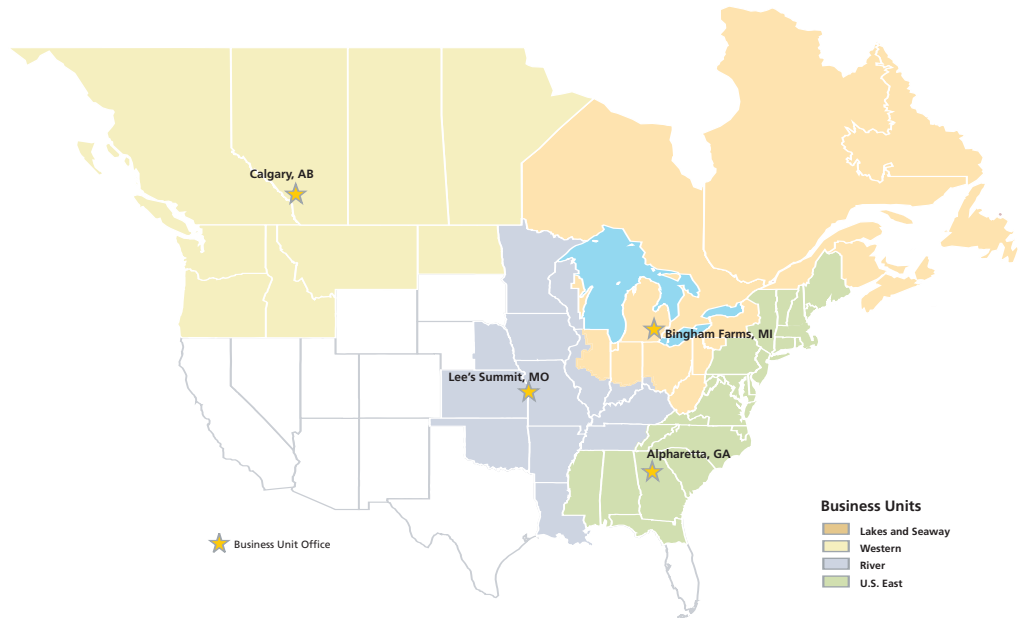 Calgary, AB
Bingham Farms, MI
Lee's Summit, MO
Alpharetta, GA
Business Unit Office
Business Units
Lakes and Seaway
Western
River
U.S. East